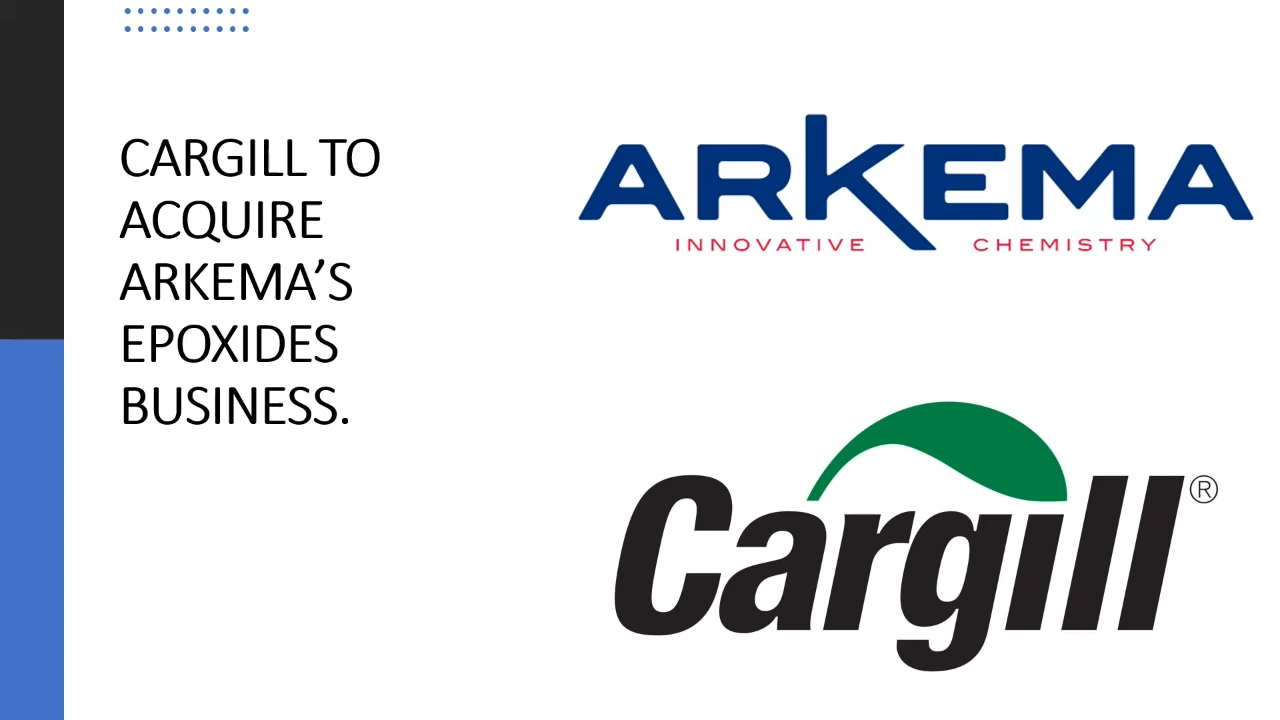 CARGILL TO
ACQUIRE
ARKEMA’S
EPOXIDES
BUSINESS.
ARKEMA
INNOVATIVE CHEMISTRY
Cargill®